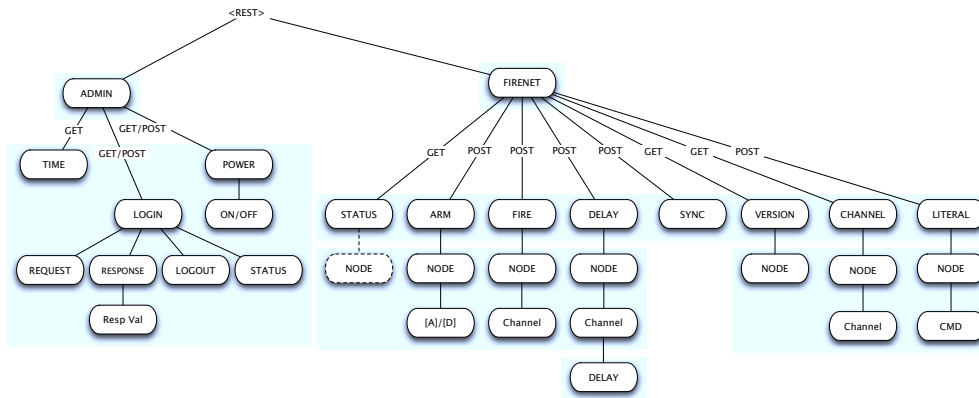 <REST>
FIRENET
ADMIN
GET
GET/POST
GET/POST
GET
POST
POST
POST
POST
GET
GET
POST
TIME
POWER
LOGIN
ON/OFF
STATUS
ARM
FIRE
DELAY
SYNC
VERSION
CHANNEL
LITERAL
REQUEST
RESPONSE
LOGOUT
STATUS
NODE
NODE
NODE
NODE
NODE
NODE
NODE
Resp Val
[A]/[D]
Channel
Channel
Channel
CMD
DELAY